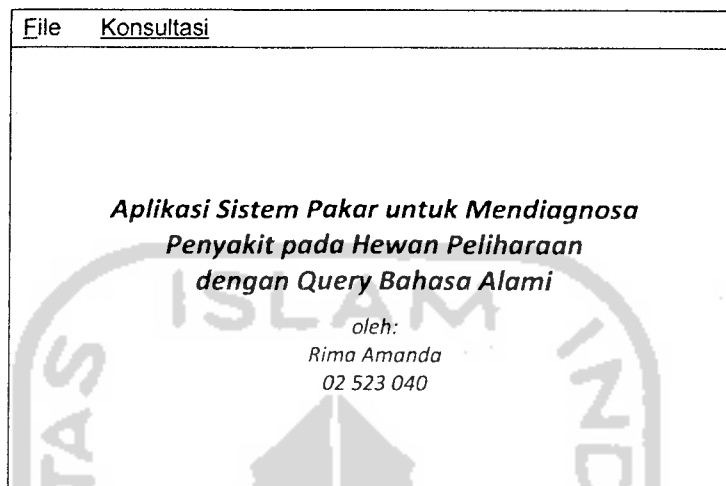 File Konsultasi
Aplikasi Sistem Pakar untuk Mendiagnosa
Penyakit pada Hewan Peliharaan
dengan Query Bahasa Alami
ISLAM
oleh:
Rima Amanda
02 523 040